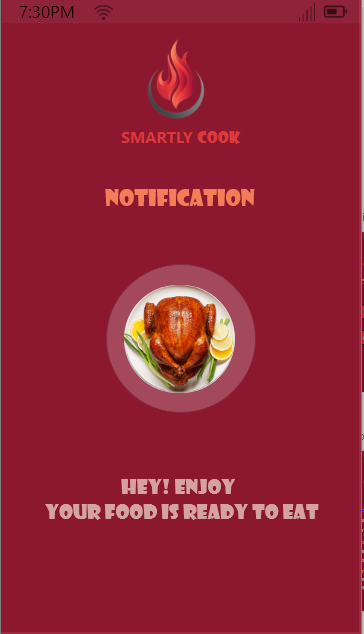 7:30PM
SMARTLY COOK
NOTIFICATION
HEY! ENJOY
YOUR FOOD IS READY TO EAT